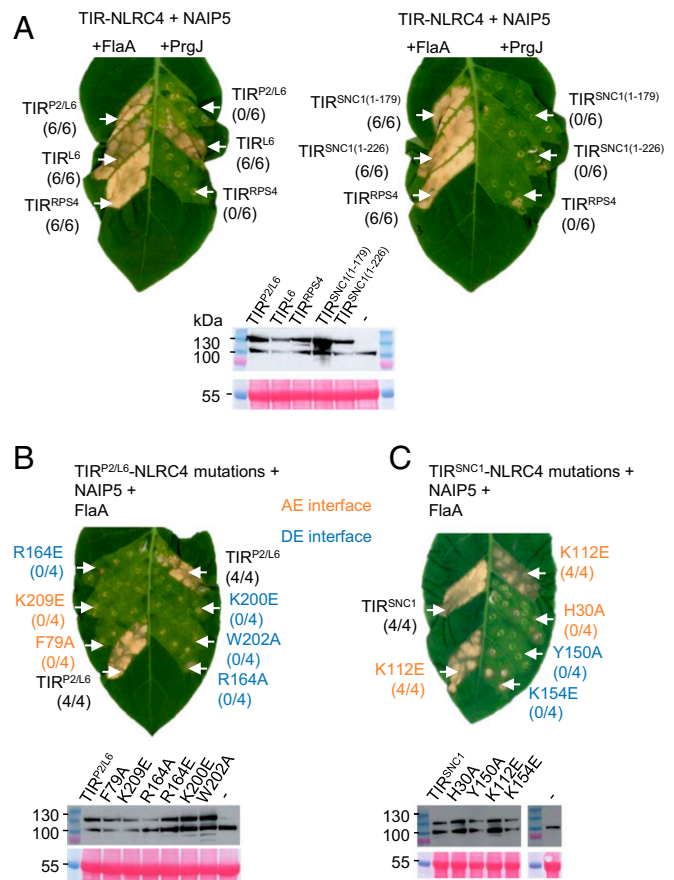 A
TIR-NLRC4 + NAIP5
+FlaA +PrgJ
TIR^P2/L6
(6/6)
TIR^L6
(6/6)
TIR^RPS4
(6/6)
TIR^P2/L6
(0/6)
TIR^L6
(6/6)
TIR^RPS4
(0/6)
TIR-NLRC4 + NAIP5
+FlaA +PrgJ
TIR^SNC1(1-179)
(6/6)
TIR^SNC1(1-226)
(6/6)
TIR^RPS4
(6/6)
TIR^SNC1(1-179)
(0/6)
TIR^SNC1(1-226)
(0/6)
TIR^RPS4
(0/6)
TIR^P2/L6 TIR^L6 TIR^RPS4 TIR^SNC1(1-179) TIR^SNC1(1-226) -
kDa
130
100
55
B
TIR^P2/L6-NLRC4 mutations +
NAIP5 +
FlaA
AE interface
DE interface
R164E
(0/4)
K209E
(0/4)
F79A
(0/4)
TIR^P2/L6
(4/4)
TIR^P2/L6
(4/4)
K200E
(0/4)
W202A
(0/4)
R164A
(0/4)
TIR^P2/L6 F79A K209E R164A R164E K200E W202A -
130
100
55
C
TIR^SNC1-NLRC4 mutations +
NAIP5 +
FlaA
TIR^SNC1
(4/4)
K112E
(4/4)
K112E
(4/4)
H30A
(0/4)
Y150A
(0/4)
K154E
(0/4)
TIR^SNC1 H30A Y150A K112E K154E -
130
100
55